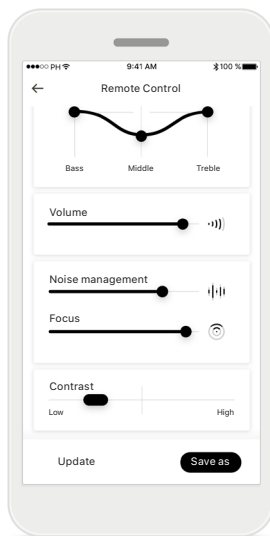 PH 9:41 AM 100 %
Remote Control
Bass Middle Treble
Volume
Noise management
Focus
Contrast
Low High
Update Save as